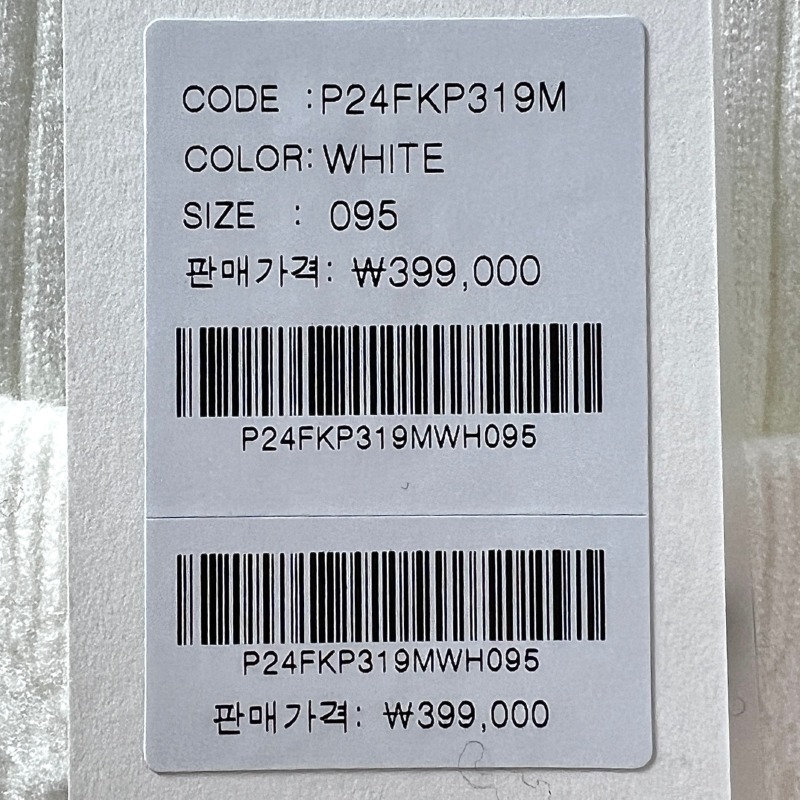 CODE :P24FKP319M
COLOR:WHITE
SIZE : 095
판매가격: ₩399,000
P24FKP319MWH095
P24FKP319MWH095
판매가격: ₩399,000